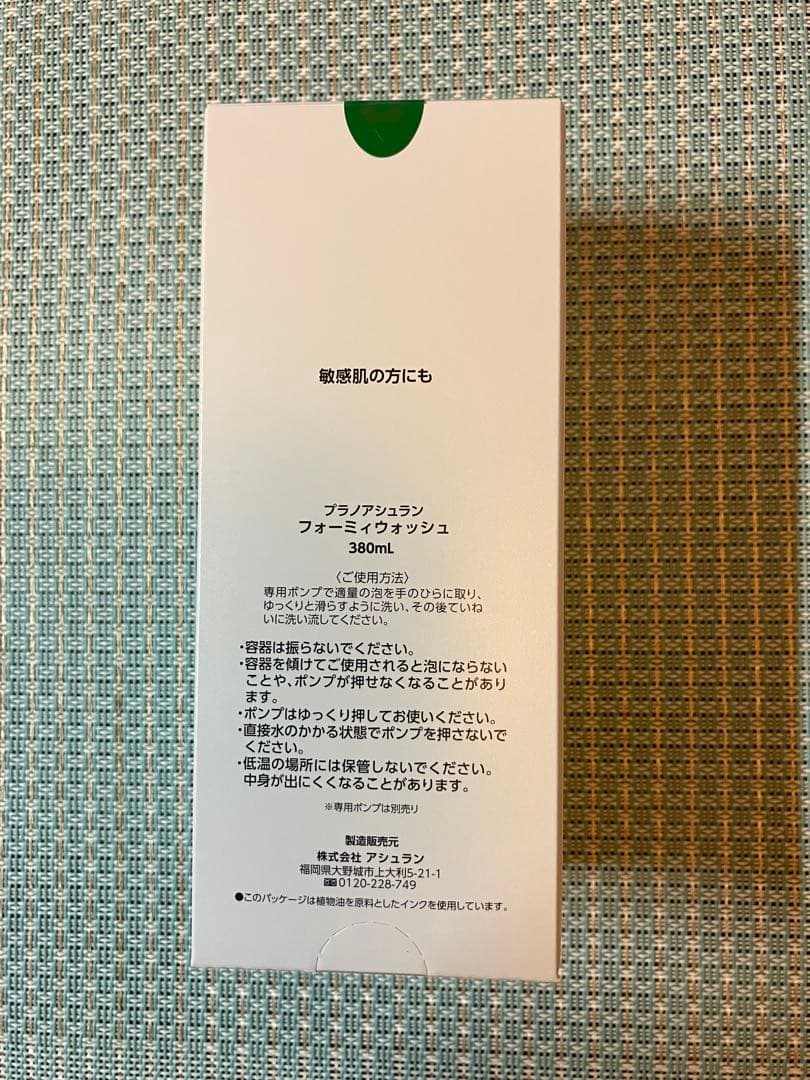 敏感肌の方にも
プラノアシュラン
フォーミィウォッシュ
380mL
〈ご使用方法〉
専用ポンプで適量の泡を手のひらに取り、
ゆっくりと滑らすように洗い、その後ていね
いに洗い流してください。
・容器は振らないでください。
・容器を傾けてご使用されると泡にならない
ことや、ポンプが押せなくなることがあり
ます。
・ポンプはゆっくり押してお使いください。
・直接水のかかる状態でポンプを押さないで
ください。
・低温の場所には保管しないでください。
中身が出にくくなることがあります。
※専用ポンプは別売り
製造販売元
株式会社 アシュラン
福岡県大野城市上大利5-21-1
0120-228-749
●このパッケージは植物油を原料としたインクを使用しています。